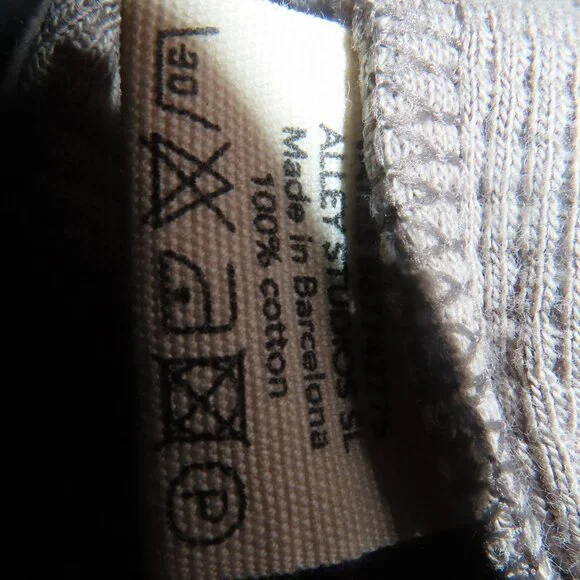 ALLEY STUDIOS SL
Made in Barcelona
100% cotton
30
P